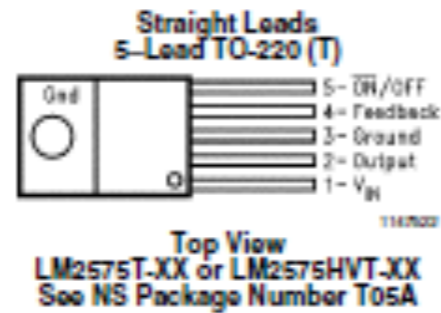 Straight Leads
5–Lead TO-220 (T)
Gnd
5- O̅N̅/OFF
4- Feedback
3- Ground
2- Output
1- VIN
Top View
LM2575T-XX or LM2575HVT-XX
See NS Package Number T05A